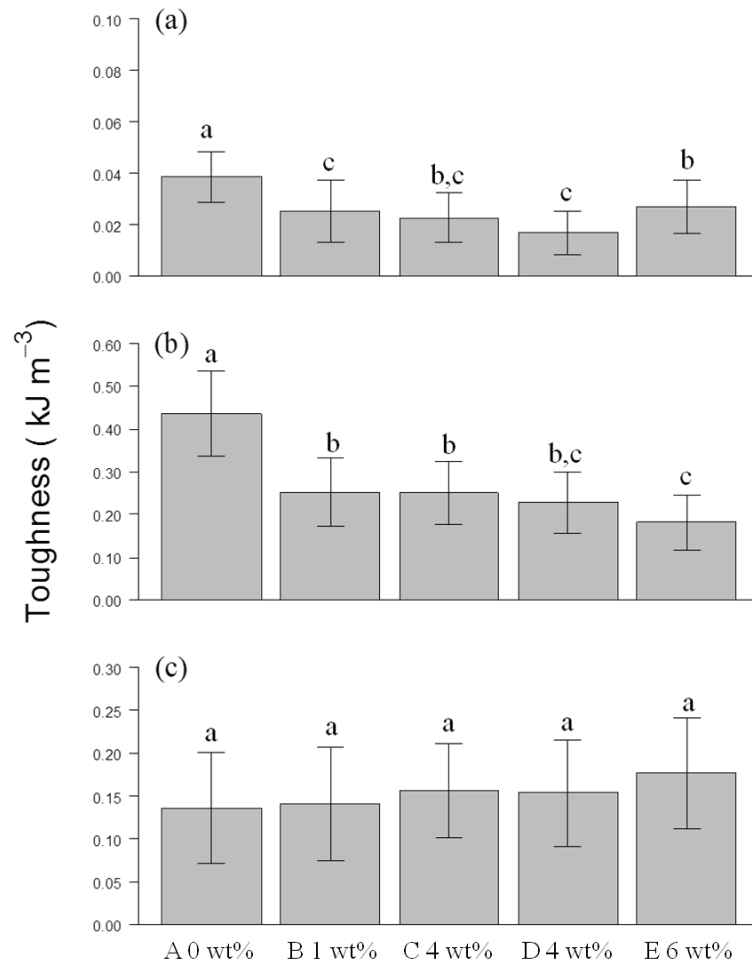 (a)
0.10
0.08
0.06
0.04
0.02
0.00
a
c
b,c
c
b
Toughness ( kJ m⁻³)
(b)
0.60
0.50
0.40
0.30
0.20
0.10
0.00
a
b
b
b,c
c
(c)
0.30
0.25
0.20
0.15
0.10
0.05
0.00
a
a
a
a
a
A 0 wt% B 1 wt% C 4 wt% D 4 wt% E 6 wt%